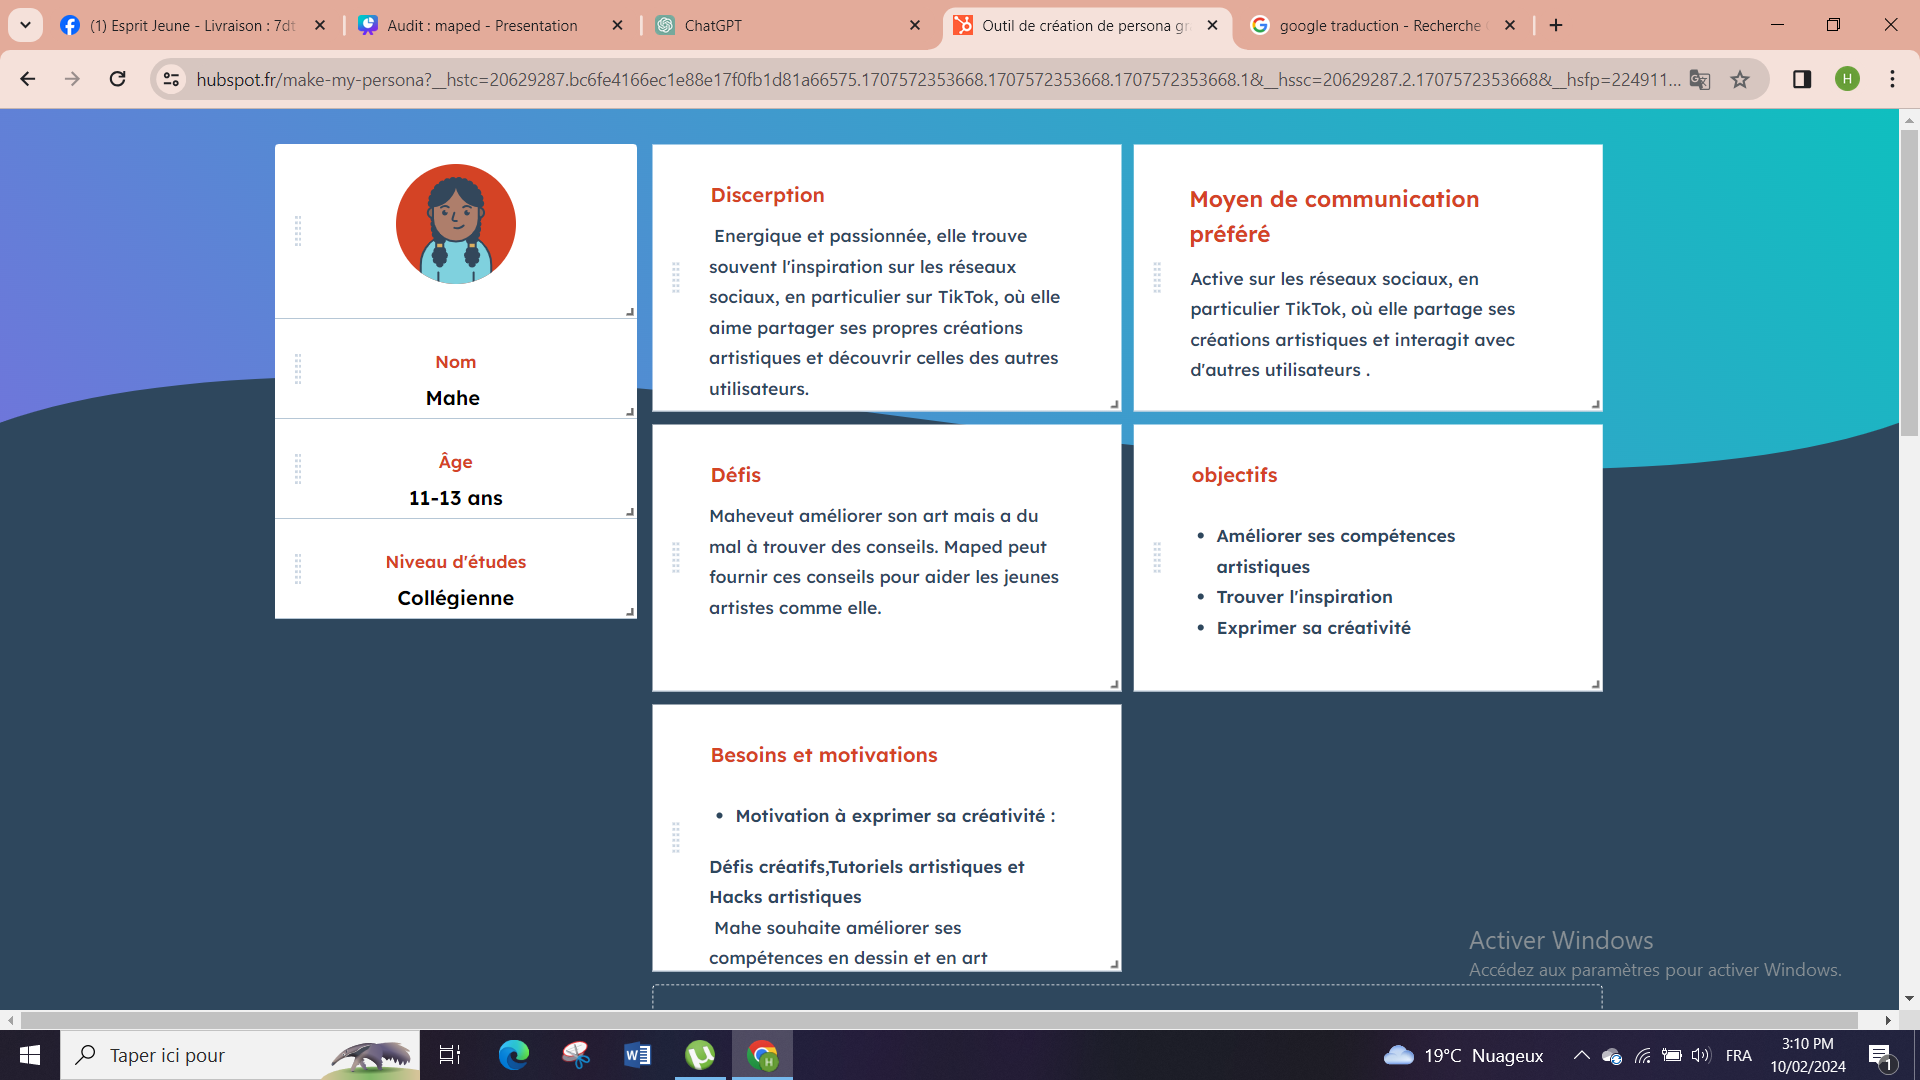 (1) Esprit Jeune - Livraison : 7dt
Audit : maped - Presentation
ChatGPT
Outil de création de persona gr
google traduction - Recherche
hubspot.fr/make-my-persona?__hstc=20629287.bc6fe4166ec1e88e17f0fb1d81a66575.1707572353668.1707572353668.1707572353668.1&__hssc=20629287.2.1707572353668&__hsfp=224911...
H
Nom
Mahe
Âge
11-13 ans
Niveau d'études
Collégienne
Discerption
Energique et passionnée, elle trouve
souvent l'inspiration sur les réseaux
sociaux, en particulier sur TikTok, où elle
aime partager ses propres créations
artistiques et découvrir celles des autres
utilisateurs.
Moyen de communication
préféré
Active sur les réseaux sociaux, en
particulier TikTok, où elle partage ses
créations artistiques et interagit avec
d'autres utilisateurs .
Défis
Maheveut améliorer son art mais a du
mal à trouver des conseils. Maped peut
fournir ces conseils pour aider les jeunes
artistes comme elle.
objectifs
• Améliorer ses compétences
artistiques
• Trouver l'inspiration
• Exprimer sa créativité
Besoins et motivations
• Motivation à exprimer sa créativité :
Défis créatifs,Tutoriels artistiques et
Hacks artistiques
Mahe souhaite améliorer ses
compétences en dessin et en art
Activer Windows
Accédez aux paramètres pour activer Windows.
Taper ici pour
19°C Nuageux
FRA
3:10 PM
10/02/2024
1